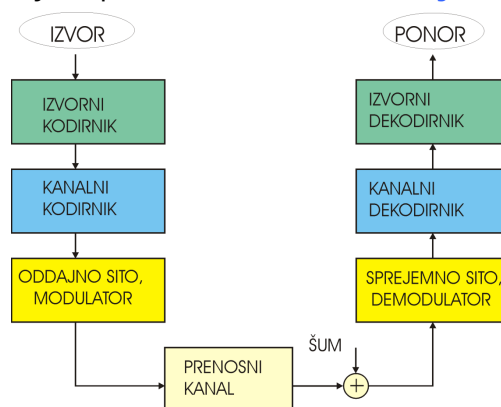 IZVOR
IZVORNI
KODIRNIK
KANALNI
KODIRNIK
ODDAJNO SITO,
MODULATOR
PRENOSNI
KANAL
ŠUM
+
SPREJEMNO SITO,
DEMODULATOR
KANALNI
DEKODIRNIK
IZVORNI
DEKODIRNIK
PONOR